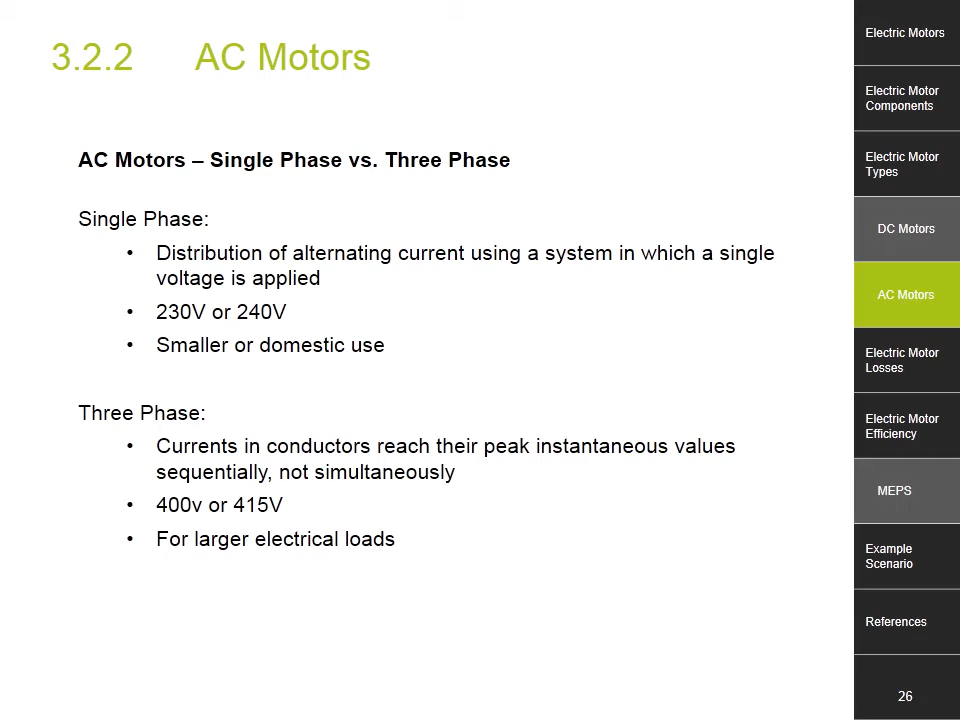 3.2.2 AC Motors
AC Motors – Single Phase vs. Three Phase
Single Phase:
• Distribution of alternating current using a system in which a single
voltage is applied
• 230V or 240V
• Smaller or domestic use
Three Phase:
• Currents in conductors reach their peak instantaneous values
sequentially, not simultaneously
• 400v or 415V
• For larger electrical loads
Electric Motors
Electric Motor
Components
Electric Motor
Types
DC Motors
AC Motors
Electric Motor
Losses
Electric Motor
Efficiency
MEPS
Example
Scenario
References
26